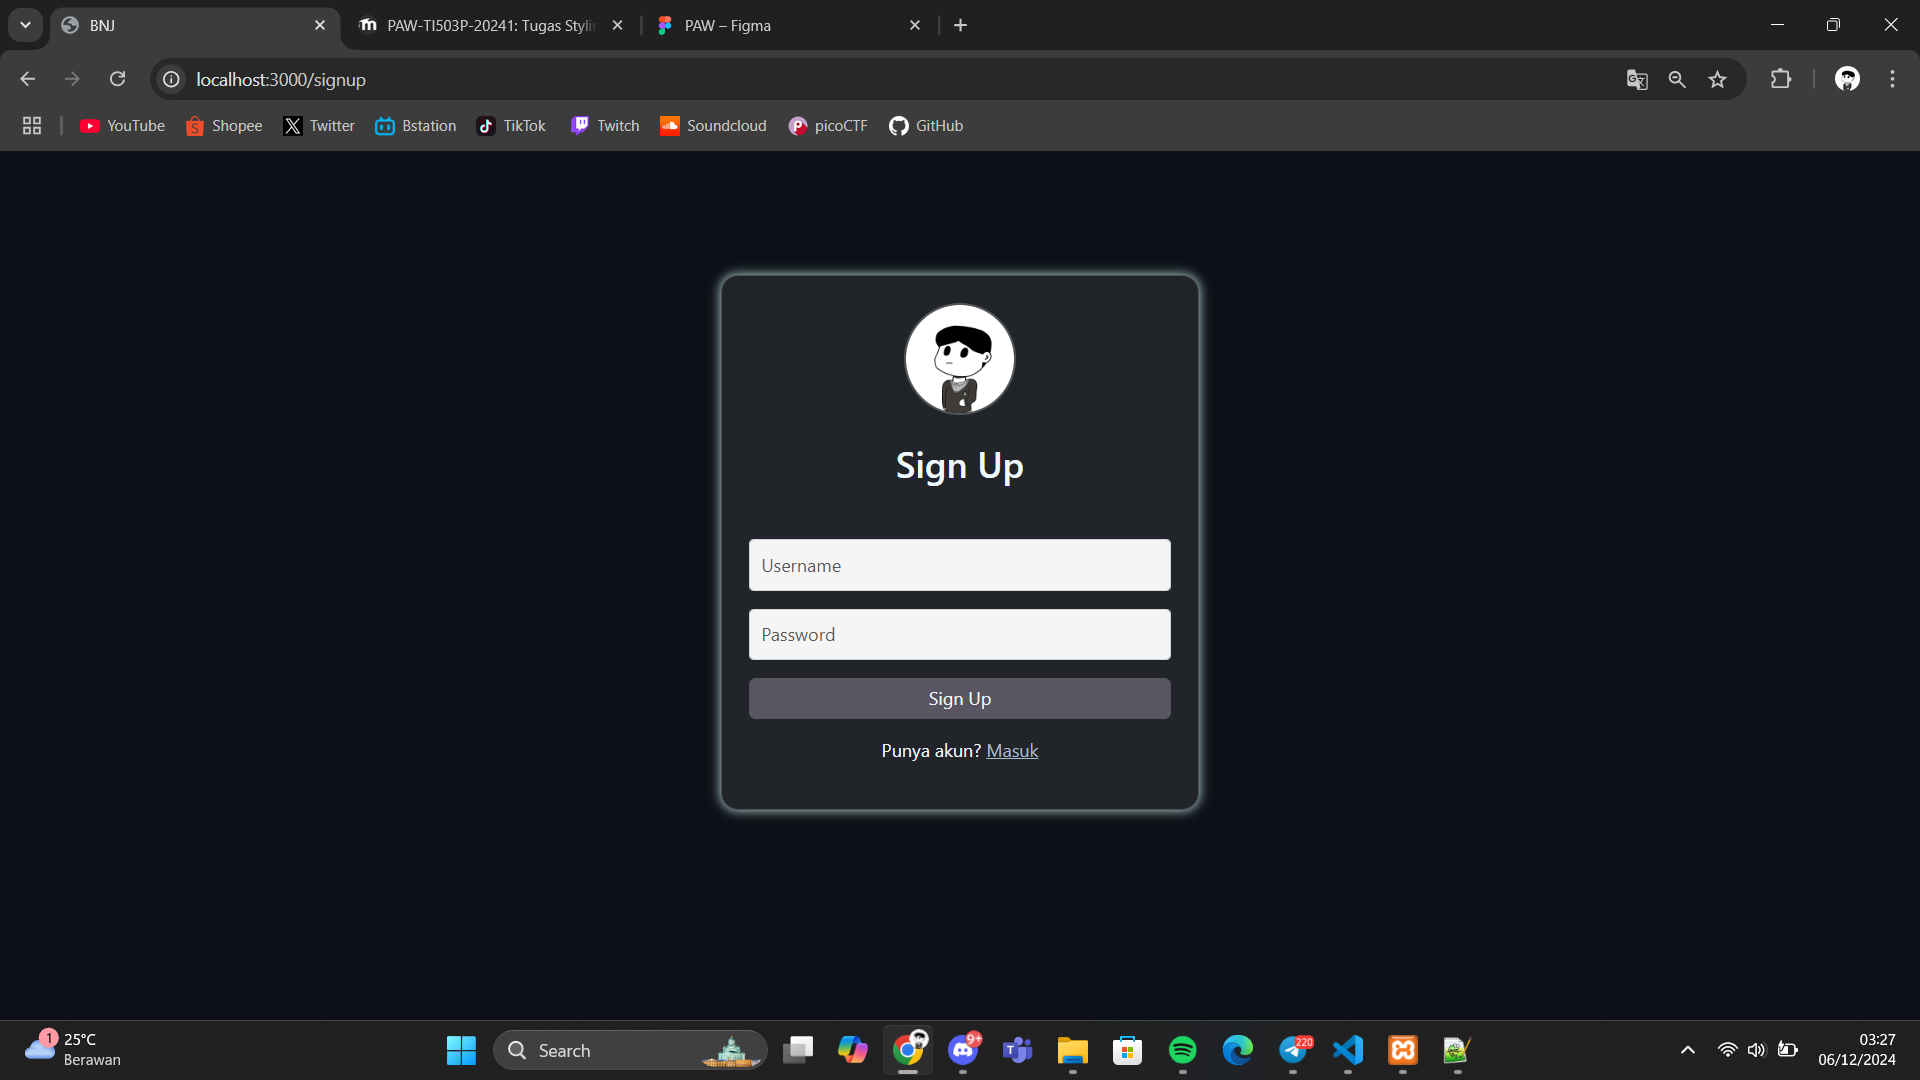 BNJ
PAW-TI503P-20241: Tugas Styli
PAW – Figma
localhost:3000/signup
YouTube
Shopee
Twitter
Bstation
TikTok
Twitch
Soundcloud
picoCTF
GitHub
Sign Up
Username
Password
Sign Up
Punya akun? Masuk
1
25°C
Berawan
Search
9+
220
03:27
06/12/2024